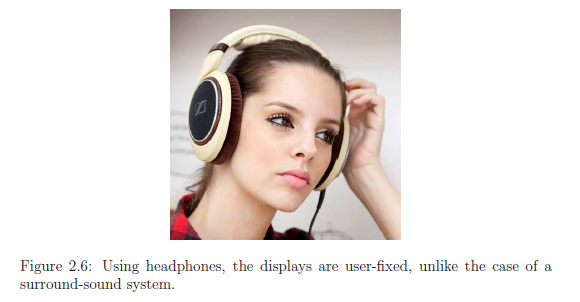 Figure 2.6: Using headphones, the displays are user-fixed, unlike the case of a
surround-sound system.